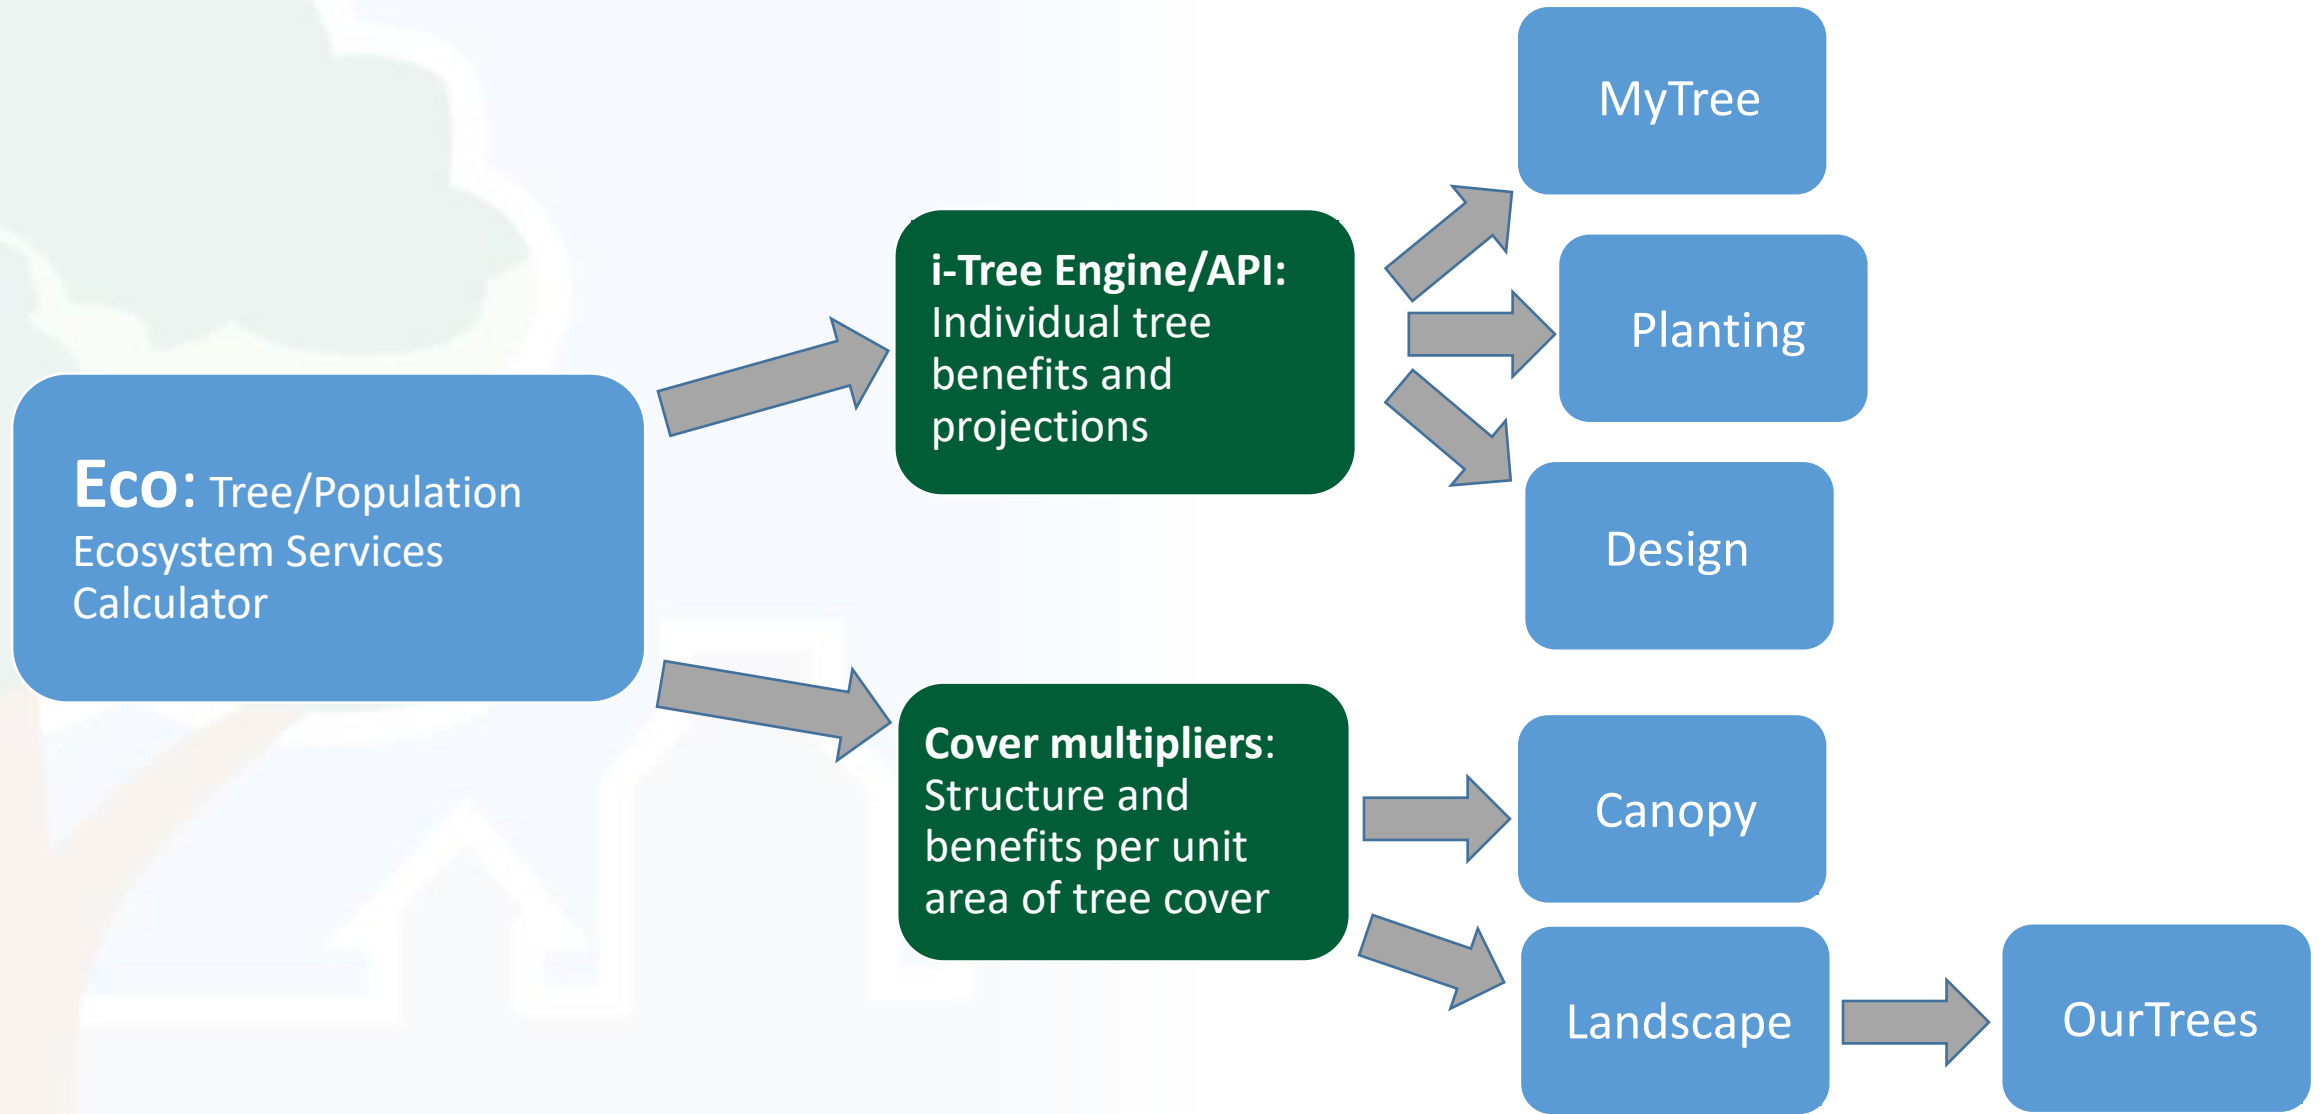 Eco: Tree/Population
Ecosystem Services
Calculator
i-Tree Engine/API:
Individual tree
benefits and
projections
MyTree
Planting
Design
Cover multipliers:
Structure and
benefits per unit
area of tree cover
Canopy
Landscape
OurTrees